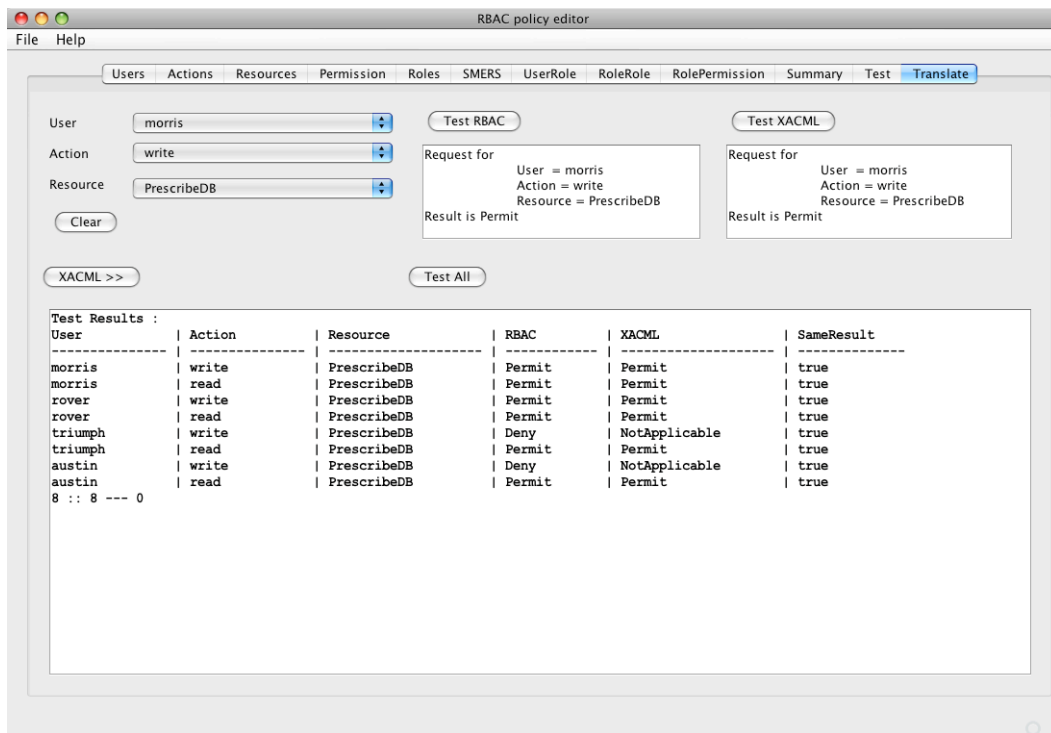 RBAC policy editor
File Help
Users Actions Resources Permission Roles SMERS UserRole RoleRole RolePermission Summary Test Translate
User morris
Action write
Resource PrescribeDB
Clear
Test RBAC
Request for
User = morris
Action = write
Resource = PrescribeDB
Result is Permit
Test XACML
Request for
User = morris
Action = write
Resource = PrescribeDB
Result is Permit
XACML >> Test All
Test Results :
User | Action | Resource | RBAC | XACML | SameResult
---------------- | --------------- | -------------------- | ------------ | -------------------- | --------------
morris | write | PrescribeDB | Permit | Permit | true
morris | read | PrescribeDB | Permit | Permit | true
rover | write | PrescribeDB | Permit | Permit | true
rover | read | PrescribeDB | Permit | Permit | true
triumph | write | PrescribeDB | Deny | NotApplicable | true
triumph | read | PrescribeDB | Permit | Permit | true
austin | write | PrescribeDB | Deny | NotApplicable | true
austin | read | PrescribeDB | Permit | Permit | true
8 :: 8 --- 0